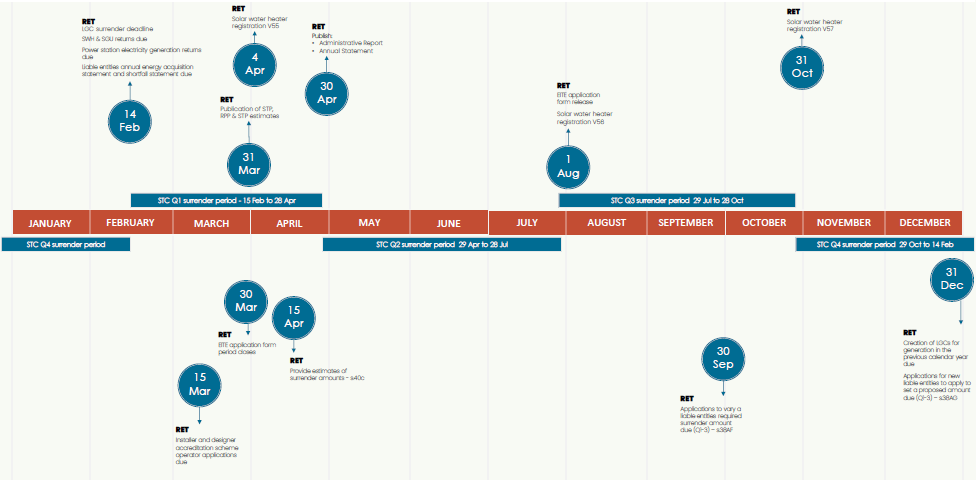 RET
LGC surrender deadline
SWH & SGU returns due
Power station electricity generation returns
due
Liable entities annual energy acquisition
statement and shortfall statement due
14
Feb
RET
Solar water heater
registration V55
4
Apr
RET
Publication of STP,
RPP & STP estimates
31
Mar
RET
Publish:
• Administrative Report
• Annual Statement
30
Apr
RET
EITE application
form release
Solar water heater
registration V56
1
Aug
RET
Solar water heater
registration V57
31
Oct
STC Q1 surrender period - 15 Feb to 28 Apr
STC Q3 surrender period 29 Jul to 28 Oct
JANUARY
FEBRUARY
MARCH
APRIL
MAY
JUNE
JULY
AUGUST
SEPTEMBER
OCTOBER
NOVEMBER
DECEMBER
STC Q4 surrender period
STC Q2 surrender period 29 Apr to 28 Jul
STC Q4 surrender period 29 Oct to 14 Feb
15
Mar
RET
Installer and designer
accreditation scheme
operator applications
due
30
Mar
RET
EITE application form
period closes
15
Apr
RET
Provide estimates of
surrender amounts – s40c
30
Sep
RET
Applications to vary a
liable entities required
surrender amount
due (Q1-3) – s38AF
31
Dec
RET
Creation of LGCs for
generation in the
previous calendar year
due
Applications for new
liable entities to apply to
set a proposed amount
due (Q1-3) – s38AG